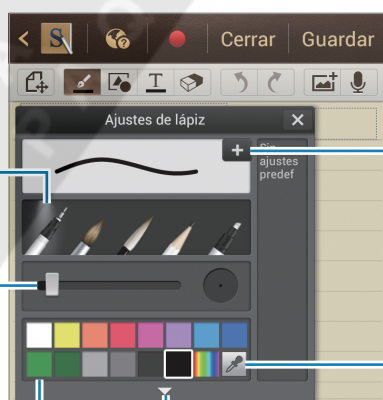 S
Cerrar
Guardar
T
Ajustes de lápiz
Sin
ajustes
predef